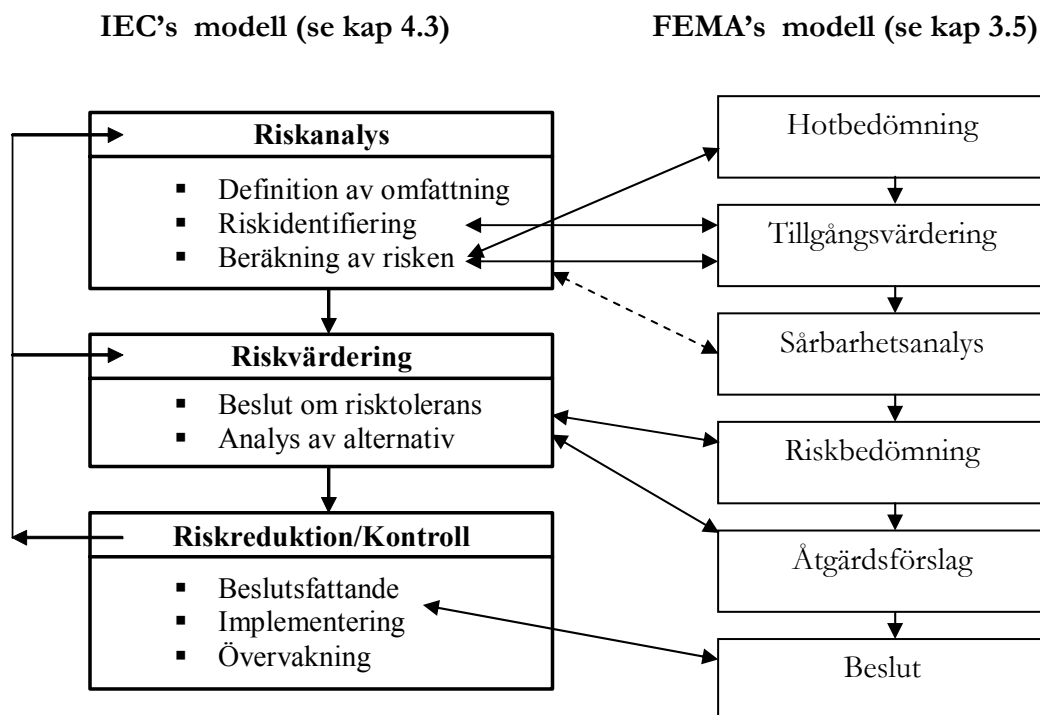 IEC's modell (se kap 4.3)
FEMA's modell (se kap 3.5)
Riskanalys
▪ Definition av omfattning
▪ Riskidentifiering
▪ Beräkning av risken
Riskvärdering
▪ Beslut om risktolerans
▪ Analys av alternativ
Riskreduktion/Kontroll
▪ Beslutsfattande
▪ Implementering
▪ Övervakning
Hotbedömning
Tillgångsvärdering
Sårbarhetsanalys
Riskbedömning
Åtgärdsförslag
Beslut